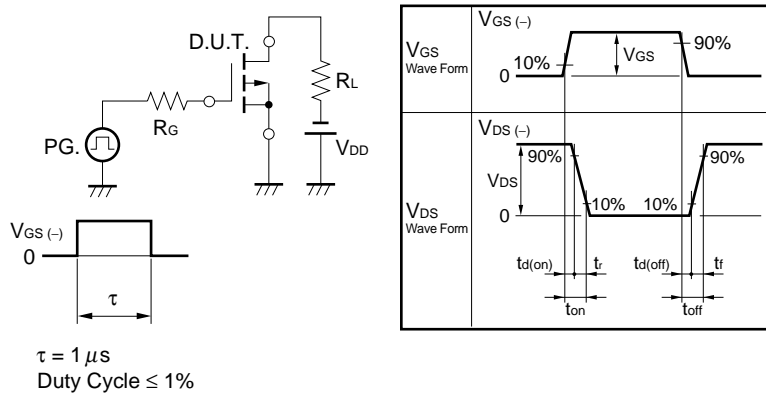 D.U.T.
RL
RG
PG.
VDD
VGS (−)
0
τ
τ = 1 μs
Duty Cycle ≤ 1%
VGS
Wave Form
VGS (−)
10%
0
VGS
90%
VDS
Wave Form
VDS (−)
90%
VDS
0
10%
10%
90%
td(on)
tr
td(off)
tf
ton
toff